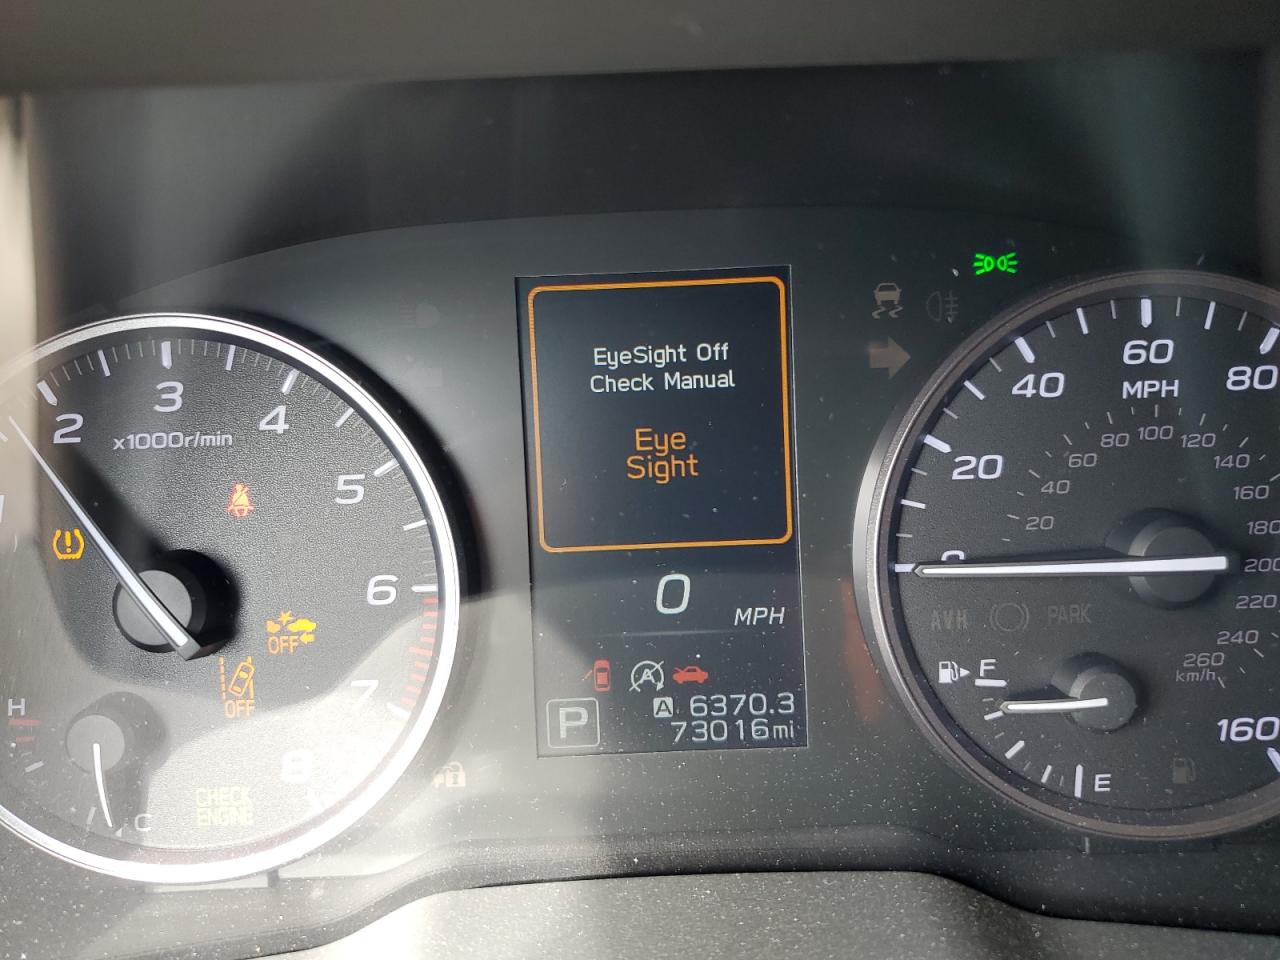 EyeSight Off
Check Manual
Eye
Sight
0
MPH
P
A 6370.3
73016mi
1
2
3
4
5
6
7
8
x1000r/min
OFF
OFF
CHECK
ENGINE
H
C
0
20
40
60
80
160
MPH
20
40
60
80
100
120
140
160
180
200
220
240
260
km/h
AVH
PARK
F
E